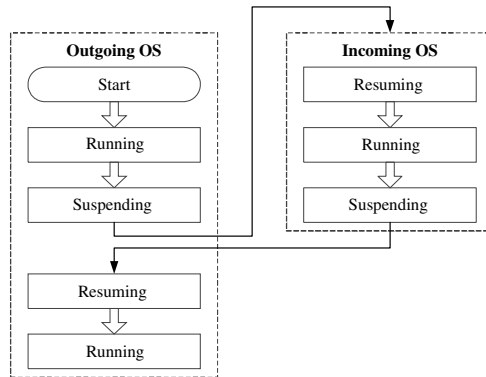 Outgoing OS
Start
Running
Suspending
Resuming
Running
Incoming OS
Resuming
Running
Suspending